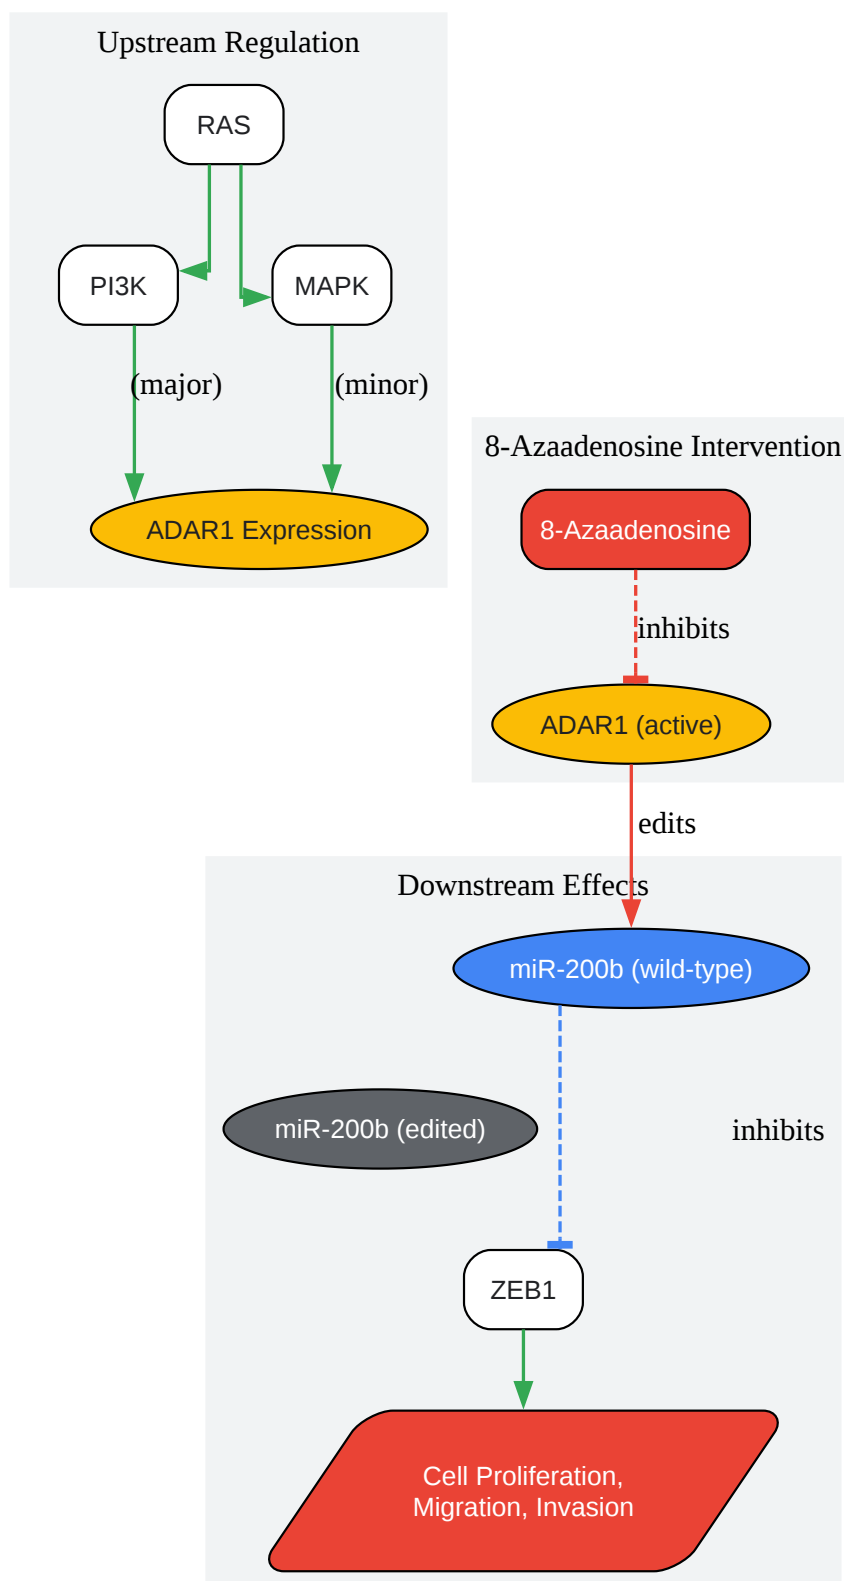 Upstream Regulation
RAS
PI3K
MAPK
(major)
(minor)
ADAR1 Expression
8-Azaadenosine Intervention
8-Azaadenosine
inhibits
ADAR1 (active)
edits
Downstream Effects
miR-200b (wild-type)
miR-200b (edited)
inhibits
ZEB1
Cell Proliferation,
Migration, Invasion